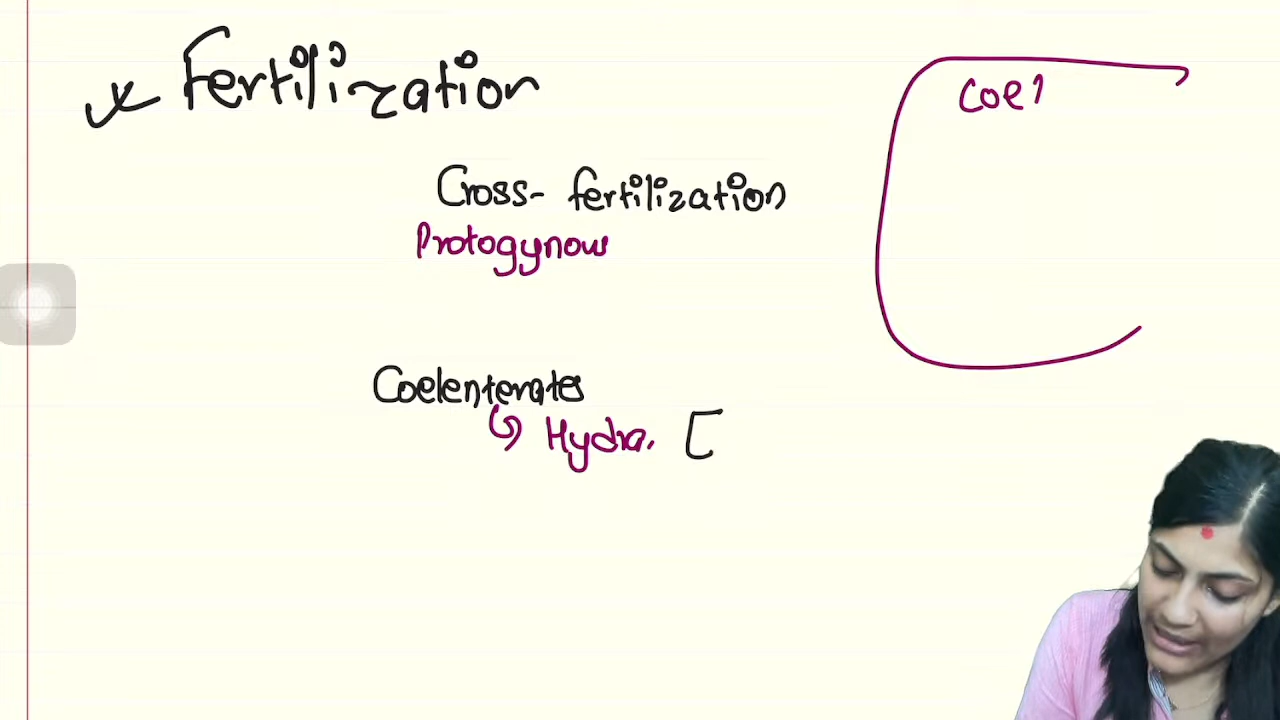 Fertilization
Coel
Cross- fertilization
Protogynous
Coelenterates
Hydra. [